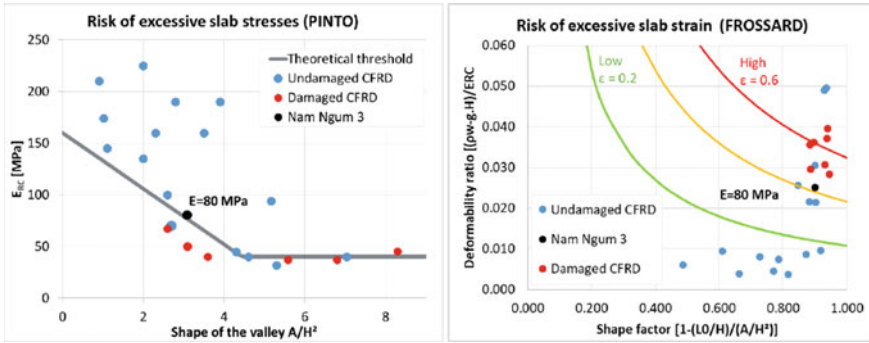 Risk of excessive slab stresses (PINTO)
250
200
150
100
50
0
E_RC [MPa]
Theoretical threshold
Undamaged CFRD
Damaged CFRD
Nam Ngum 3
E=80 MPa
0 2 4 6 8
Shape of the valley A/H²
Risk of excessive slab strain (FROSSARD)
0.060
0.050
0.040
0.030
0.020
0.010
0.000
Deformability ratio [(ρw-g.H)/ERC
Low
ε = 0.2
High
ε = 0.6
E=80 MPa
Undamaged CFRD
Nam Ngum 3
Damaged CFRD
0.000 0.200 0.400 0.600 0.800 1.000
Shape factor [1-(L0/H)/(A/H²)]